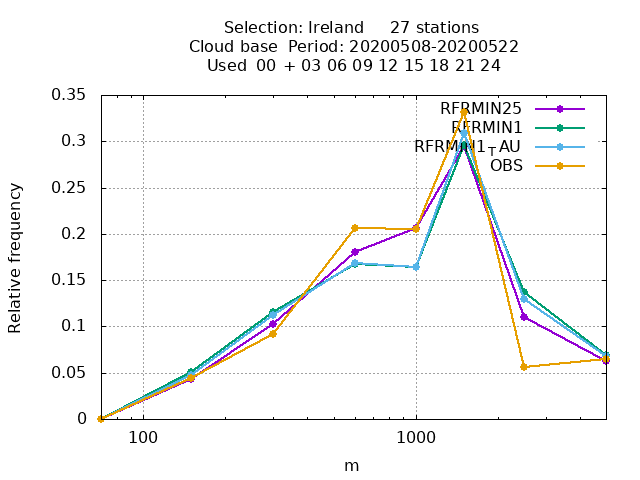 Selection: Ireland     27 stations
Cloud base  Period: 20200508-20200522
Used  00 + 03 06 09 12 15 18 21 24
0.35
0.3
0.25
0.2
0.15
0.1
0.05
0
Relative frequency
RFRMIN25
RFRMIN1
RFRMIN1_TAU
OBS
100
1000
m